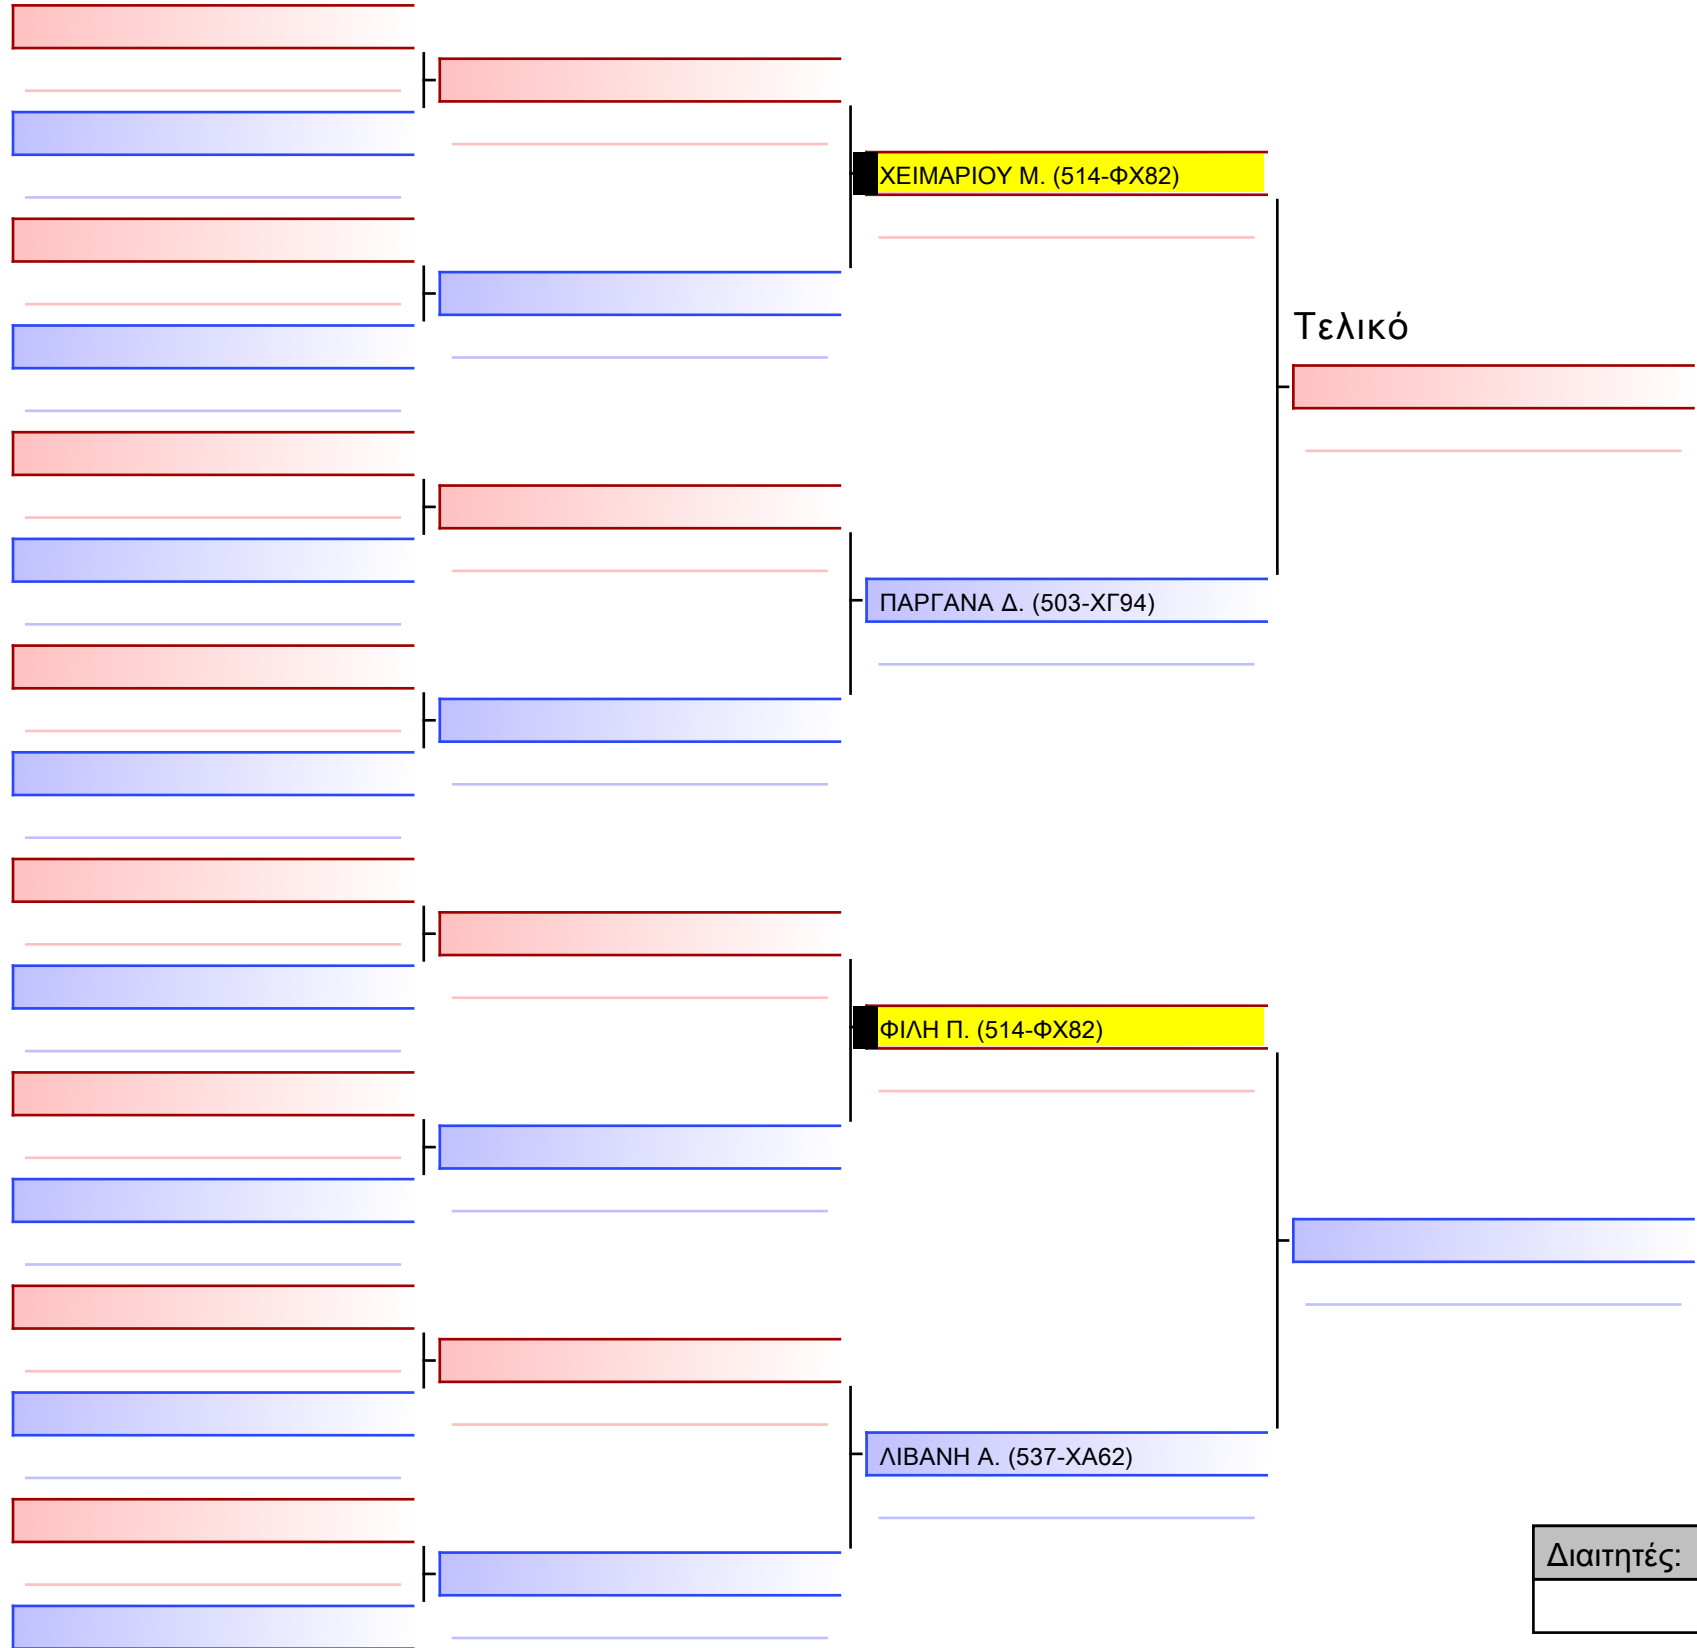 ΧΕΙΜΑΡΙΟΥ Μ. (514-ΦΧ82)
Τελικό
ΠΑΡΓΑΝΑ Δ. (503-ΧΓ94)
ΦΙΛΗ Π. (514-ΦΧ82)
ΛΙΒΑΝΗ Α. (537-ΧΑ62)
Διαιτητές: